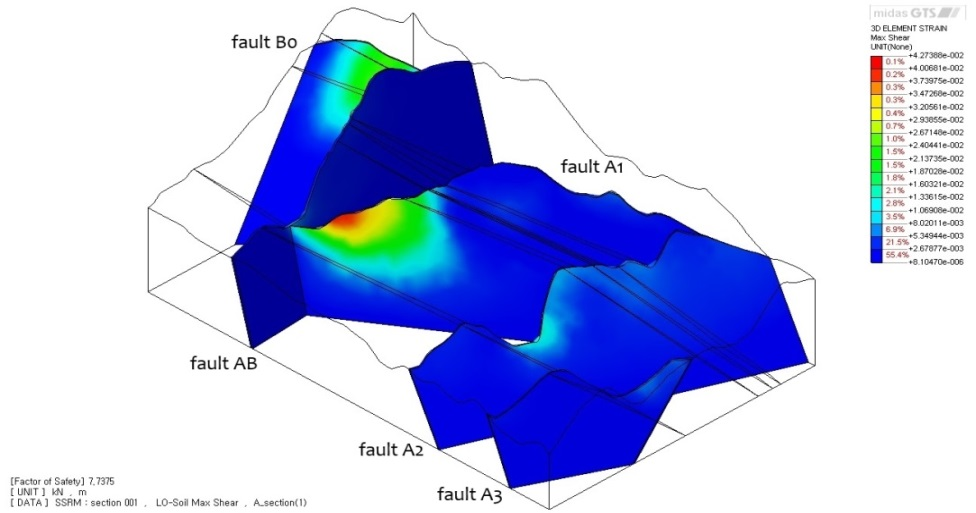 midas GTS
3D ELEMENT STRAIN
Max Shear
UNIT(None)
+4.27388e-002
0.1%
+4.00681e-002
0.2%
+3.73975e-002
0.3%
+3.47268e-002
0.3%
+3.20561e-002
0.4%
+2.93855e-002
0.7%
+2.67148e-002
1.0%
+2.40441e-002
1.5%
+2.13735e-002
1.5%
+1.87028e-002
1.8%
+1.60321e-002
2.1%
+1.33615e-002
2.8%
+1.06908e-002
3.5%
+8.02011e-003
6.9%
+5.34944e-003
21.5%
+2.67877e-003
55.4%
+8.10470e-006
fault B0
fault A1
fault AB
fault A2
fault A3
[Factor of Safety] 7.7375
[ UNIT ] kN , m
[ DATA ] SSRM : section 001 , LO-Soil Max Shear , A_section(1)